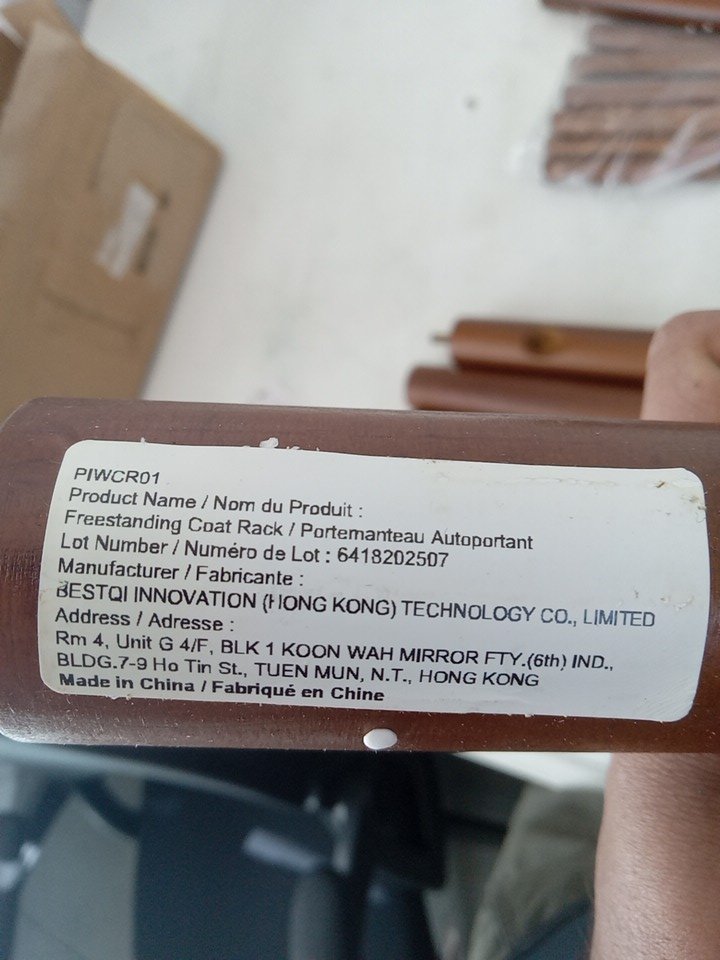 PIWCR01
Product Name / Nom du Produit :
Freestanding Coat Rack / Portemanteau Autoportant
Lot Number / Numéro de Lot : 6418202507
Manufacturer / Fabricante :
BESTQI INNOVATION (HONG KONG) TECHNOLOGY CO., LIMITED
Address / Adresse :
Rm 4, Unit G 4/F, BLK 1 KOON WAH MIRROR FTY.(6th) IND.,
BLDG.7-9 Ho Tin St., TUEN MUN, N.T., HONG KONG
Made in China / Fabriqué en Chine